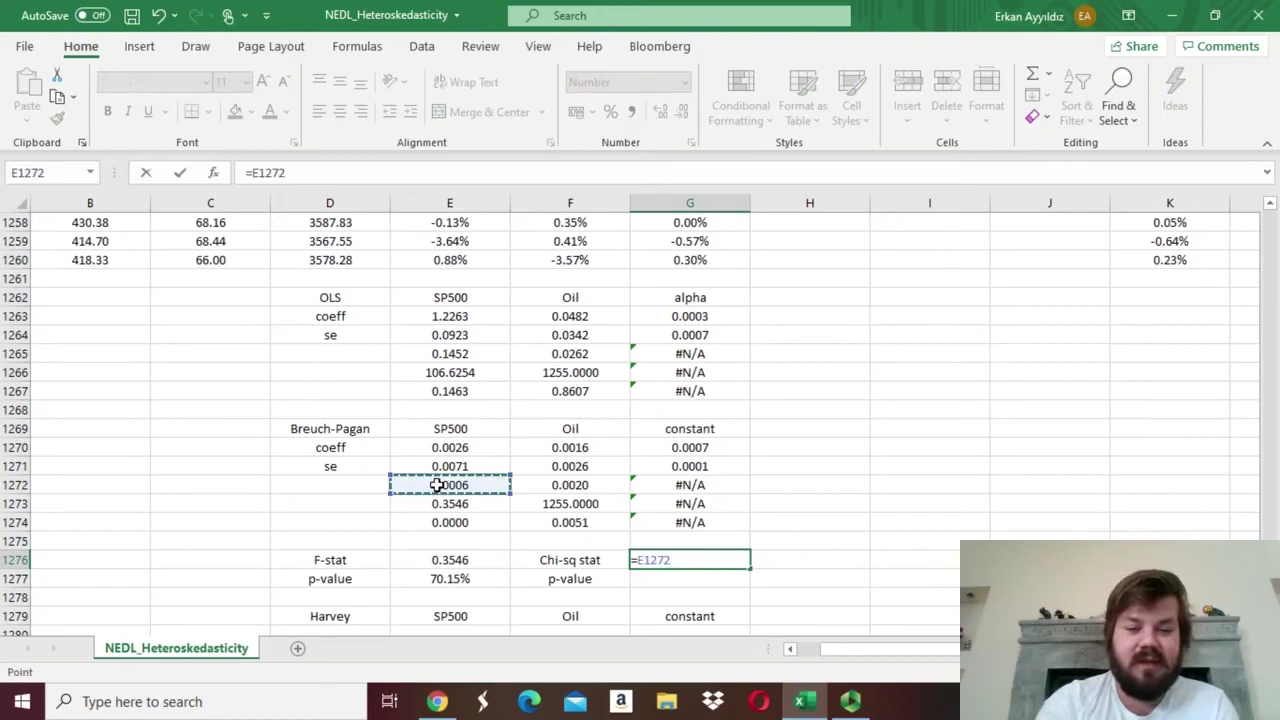 AutoSave Off NEDL_Heteroskedasticity Search Erkan Ayyıldız EA
File Home Insert Draw Page Layout Formulas Data Review View Help Bloomberg Share Comments
Paste 11 Wrap Text Number Conditional Format as Cell Insert Delete Format Sort & Find & Ideas
B I U Merge & Center Formatting Table Styles Filter Select
Clipboard Font Alignment Number Styles Cells Editing Ideas
E1272 fx =E1272
B C D E F G H I J K
1258 430.38 68.16 3587.83 -0.13% 0.35% 0.00% 0.05%
1259 414.70 68.44 3567.55 -3.64% 0.41% -0.57% -0.64%
1260 418.33 66.00 3578.28 0.88% -3.57% 0.30% 0.23%
1261
1262 OLS SP500 Oil alpha
1263 coeff 1.2263 0.0482 0.0003
1264 se 0.0923 0.0342 0.0007
1265 0.1452 0.0262 #N/A
1266 106.6254 1255.0000 #N/A
1267 0.1463 0.8607 #N/A
1268
1269 Breuch-Pagan SP500 Oil constant
1270 coeff 0.0026 0.0016 0.0007
1271 se 0.0071 0.0026 0.0001
1272 0.0020 #N/A
1273 0.3546 1255.0000 #N/A
1274 0.0000 0.0051 #N/A
1275
1276 F-stat 0.3546 Chi-sq stat =E1272
1277 p-value 70.15% p-value
1278
1279 Harvey SP500 Oil constant
1280
NEDL_Heteroskedasticity
Point
Type here to search